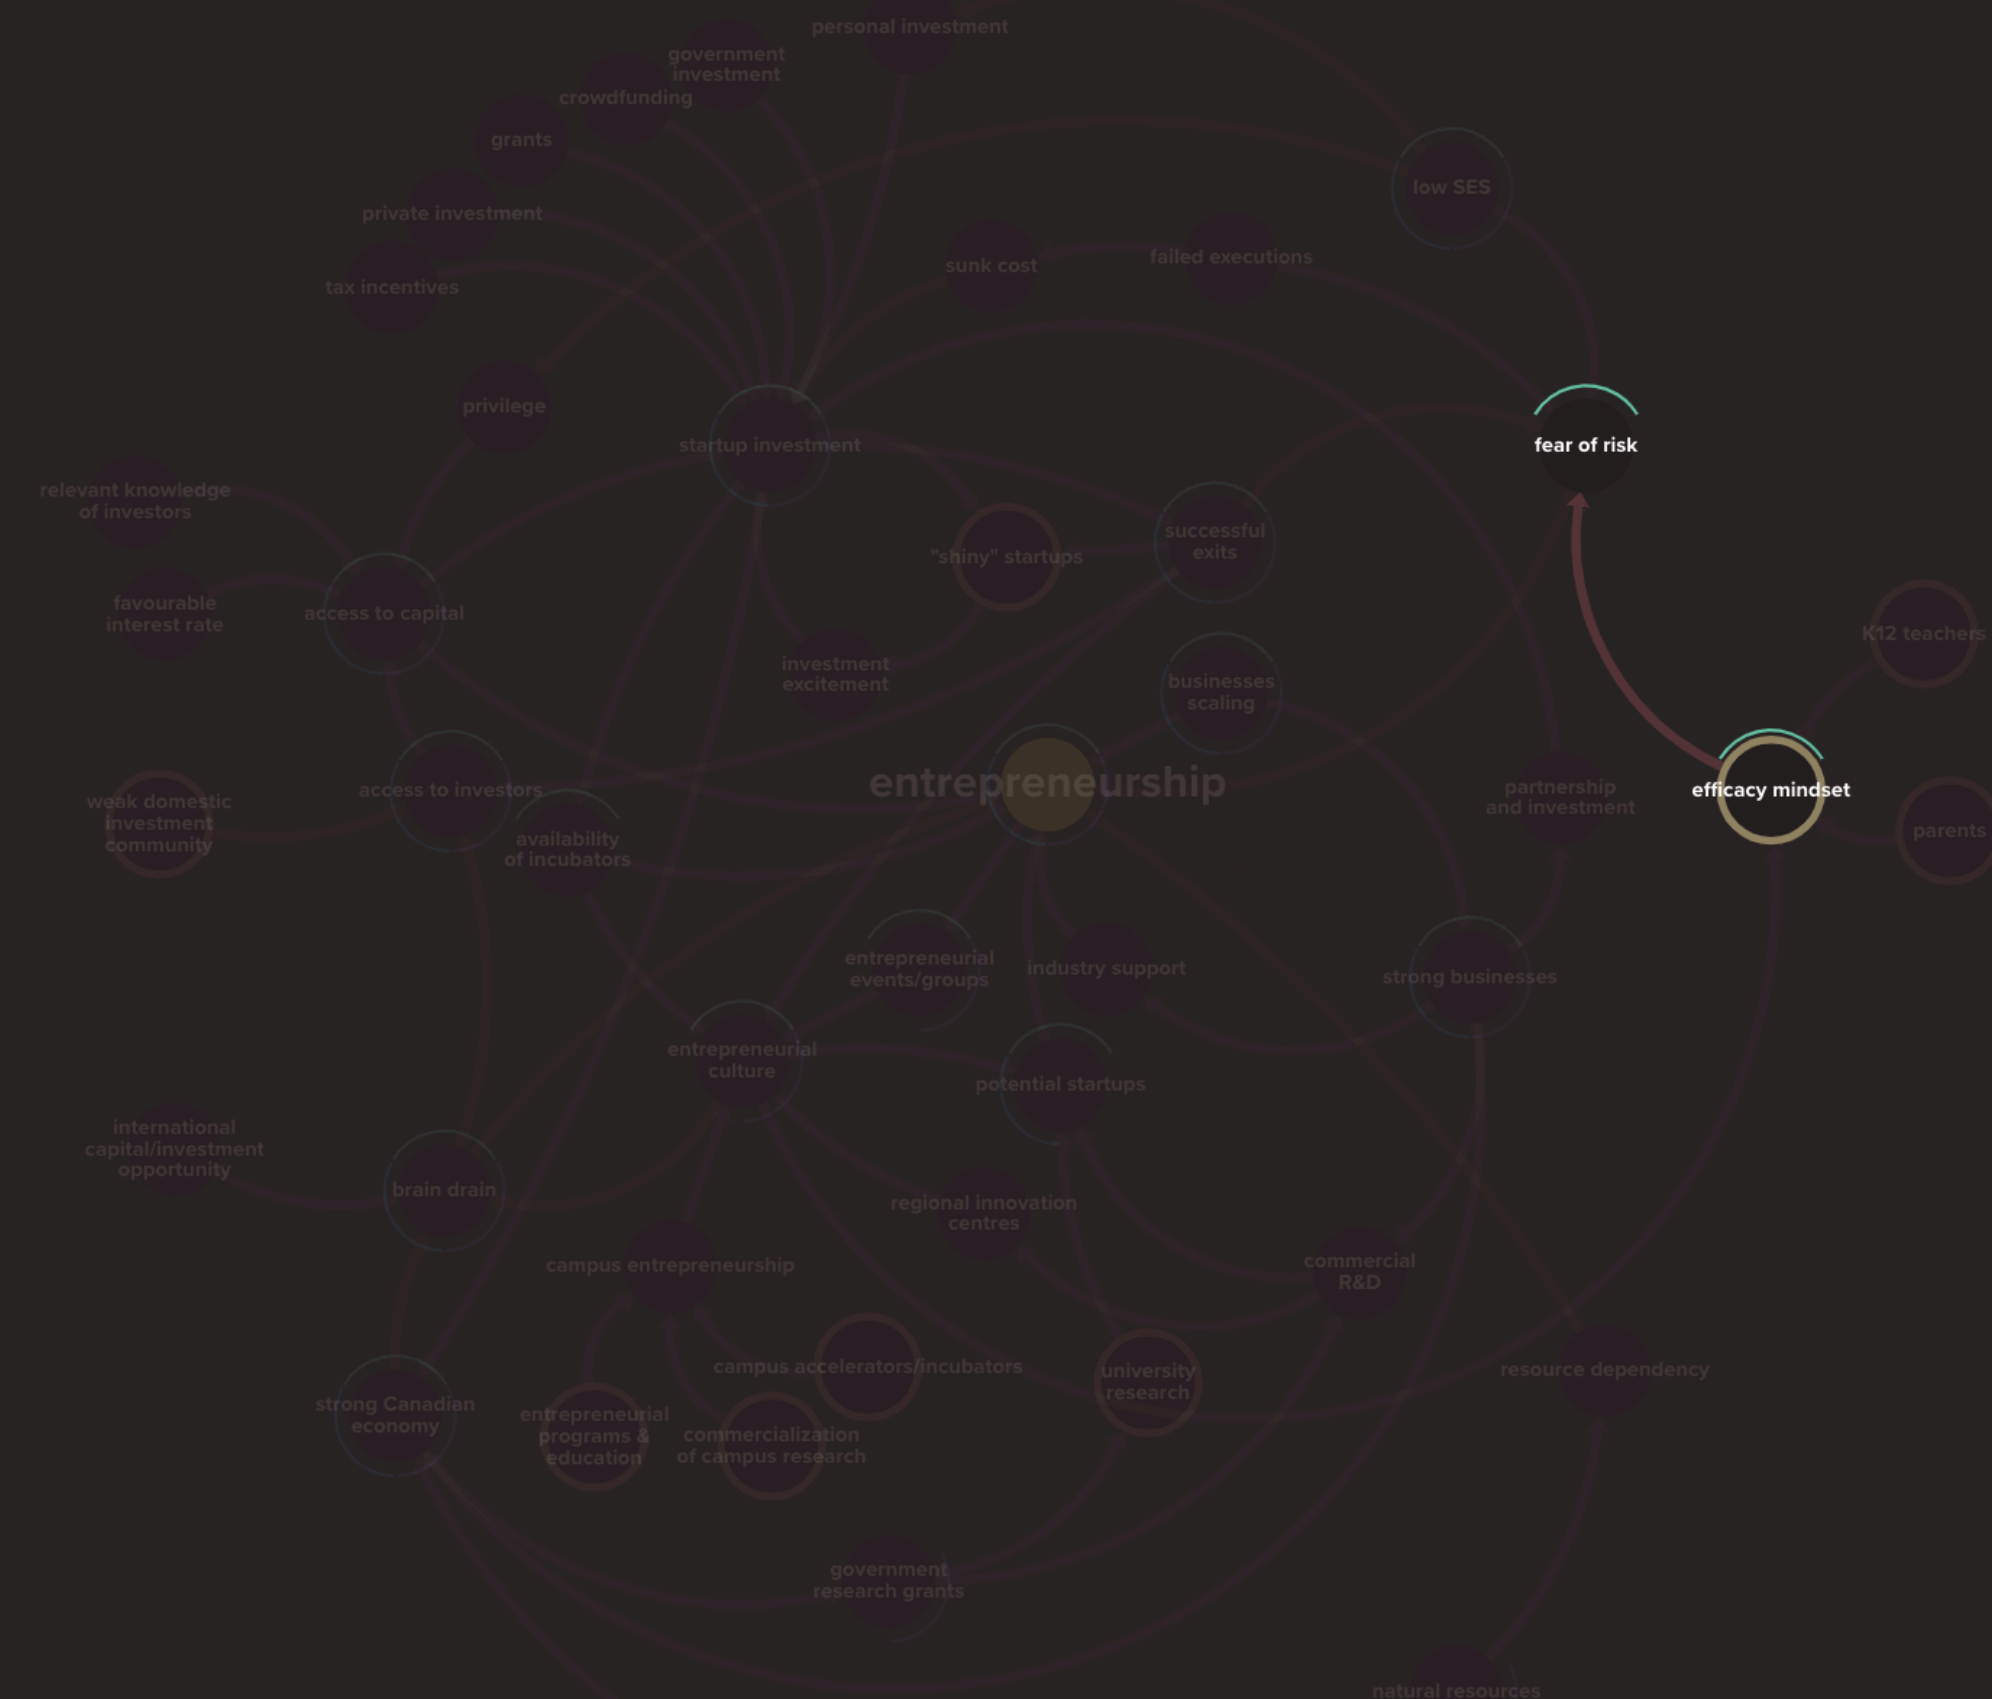 personal investment
government
investment
crowdfunding
grants
low SES
private investment
failed executions
sunk cost
tax incentives
privilege
startup investment
fear of risk
relevant knowledge
of investors
successful
exits
"shiny" startups
favourable
interest rate
access to capital
K12 teachers
investment
excitement
businesses
scaling
entrepreneurship
access to investors
efficacy mindset
partnership
and investment
weak domestic
investment
community
parents
availability
of incubators
entrepreneurial
events/groups
industry support
strong businesses
entrepreneurial
culture
potential startups
international
capital/investment
opportunity
brain drain
regional innovation
centres
campus entrepreneurship
commercial
R&D
campus accelerators/incubators
university
research
resource dependency
strong Canadian
economy
entrepreneurial
programs &
education
commercialization
of campus research
government
research grants
natural resources